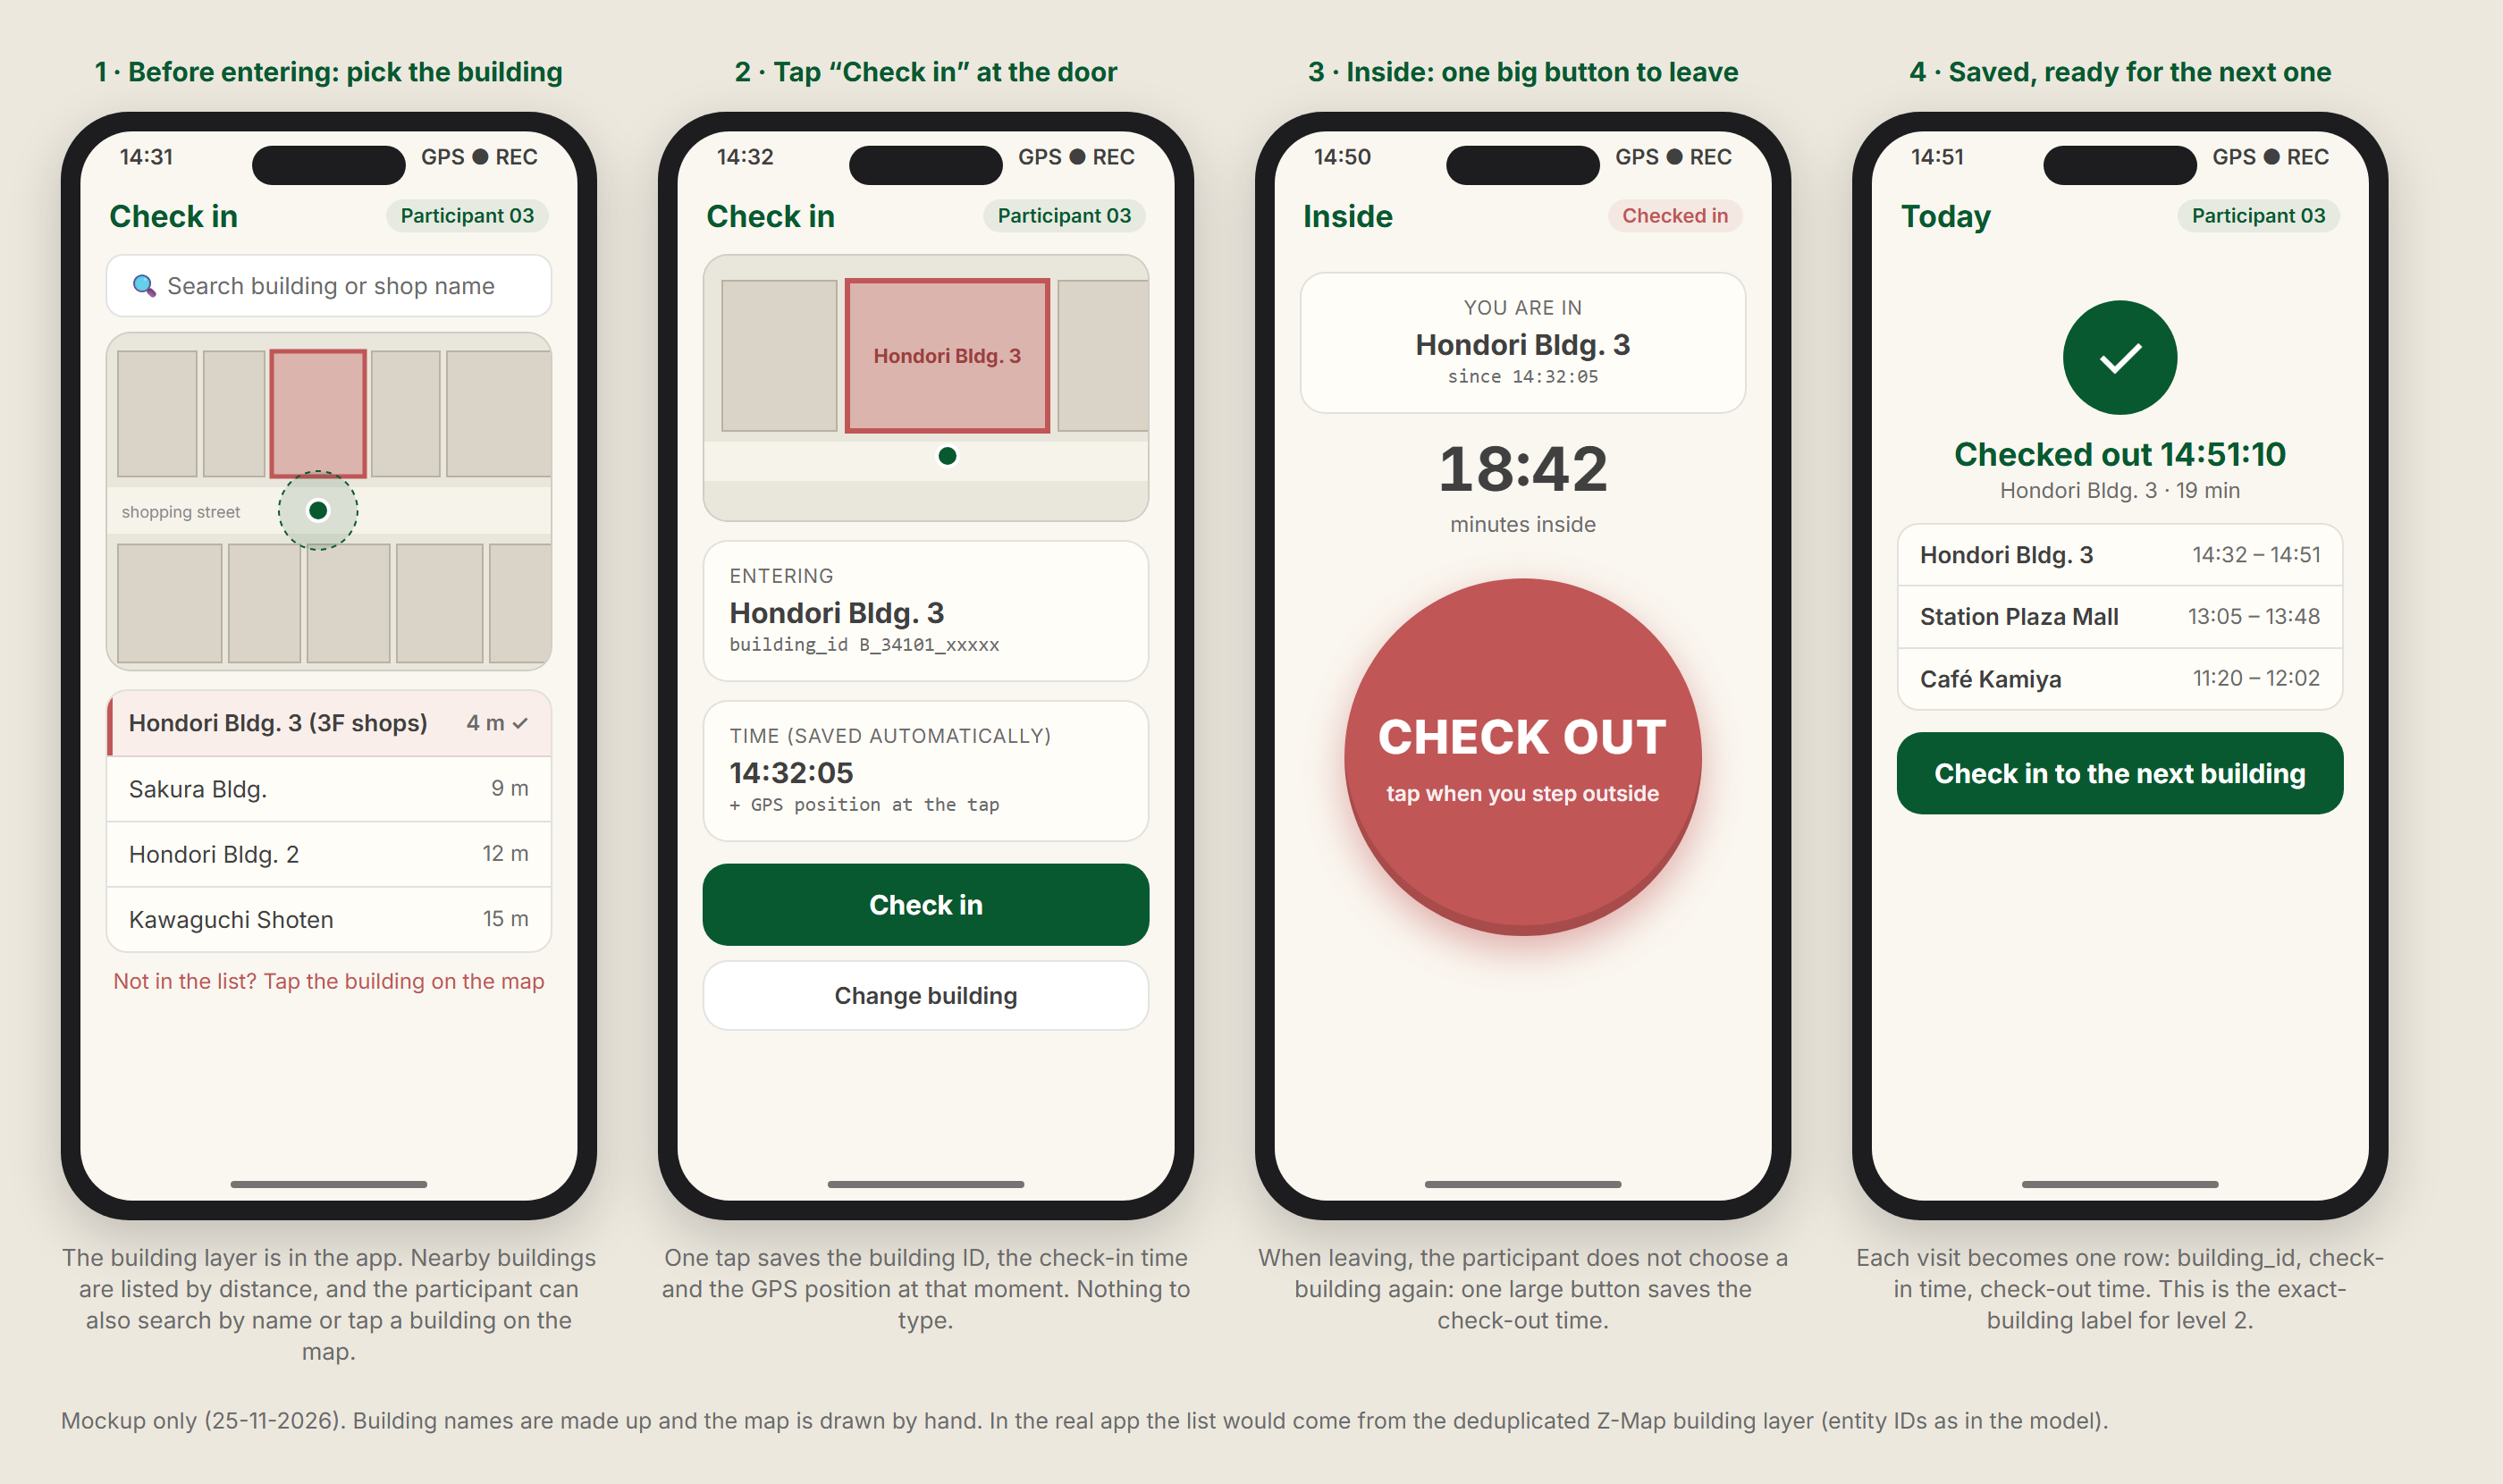 1 · Before entering: pick the building
14:31
GPS ● REC
Check in
Participant 03
🔍 Search building or shop name
shopping street
Hondori Bldg. 3 (3F shops)
4 m ✓
Sakura Bldg.
9 m
Hondori Bldg. 2
12 m
Kawaguchi Shoten
15 m
Not in the list? Tap the building on the map
The building layer is in the app. Nearby buildings
are listed by distance, and the participant can
also search by name or tap a building on the
map.
2 · Tap “Check in” at the door
14:32
GPS ● REC
Check in
Participant 03
Hondori Bldg. 3
ENTERING
Hondori Bldg. 3
building_id B_34101_xxxxx
TIME (SAVED AUTOMATICALLY)
14:32:05
+ GPS position at the tap
Check in
Change building
One tap saves the building ID, the check-in time
and the GPS position at that moment. Nothing to
type.
3 · Inside: one big button to leave
14:50
GPS ● REC
Inside
Checked in
YOU ARE IN
Hondori Bldg. 3
since 14:32:05
18:42
minutes inside
CHECK OUT
tap when you step outside
When leaving, the participant does not choose a
building again: one large button saves the
check-out time.
4 · Saved, ready for the next one
14:51
GPS ● REC
Today
Participant 03
Checked out 14:51:10
Hondori Bldg. 3 · 19 min
Hondori Bldg. 3
14:32 – 14:51
Station Plaza Mall
13:05 – 13:48
Café Kamiya
11:20 – 12:02
Check in to the next building
Each visit becomes one row: building_id, check-
in time, check-out time. This is the exact-
building label for level 2.
Mockup only (25-11-2026). Building names are made up and the map is drawn by hand. In the real app the list would come from the deduplicated Z-Map building layer (entity IDs as in the model).